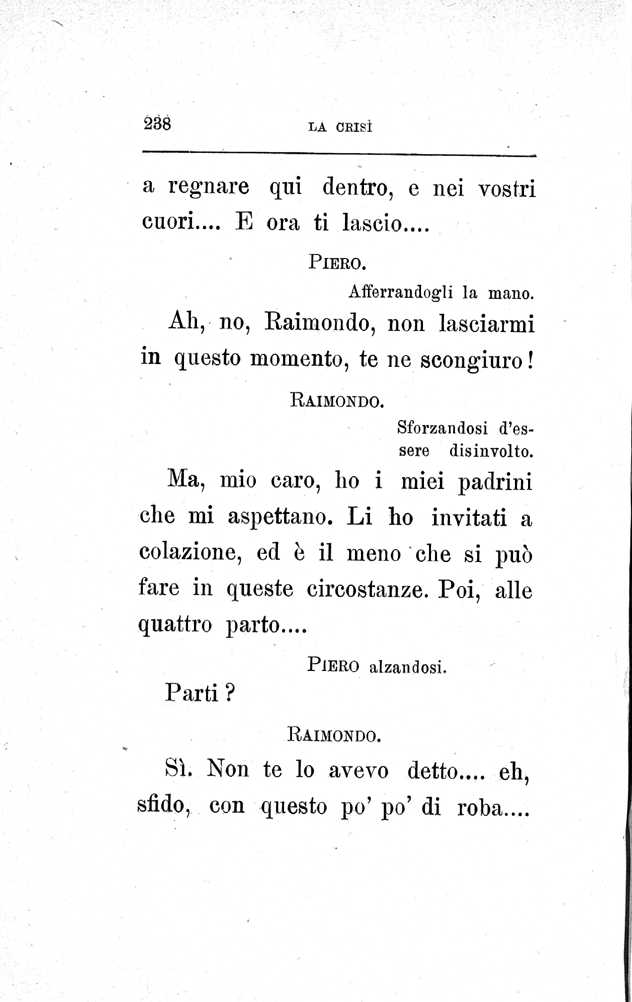 238
LA CRISÌ
a regnare qui dentro, e nei vostri
cuori.... E ora ti lascio....
PIERO.
Afferrandogli la mano.
Ah, no, Raimondo, non lasciarmi
in questo momento, te ne scongiuro!
RAIMONDO.
Sforzandosi d'es-
sere disinvolto.
Ma, mio caro, ho i miei padrini
che mi aspettano. Li ho invitati a
colazione, ed è il meno che si può
fare in queste circostanze. Poi, alle
quattro parto....
PIERO alzandosi.
Parti?
RAIMONDO.
Sì. Non te lo avevo detto.... eh,
sfido, con questo po' po' di roba....